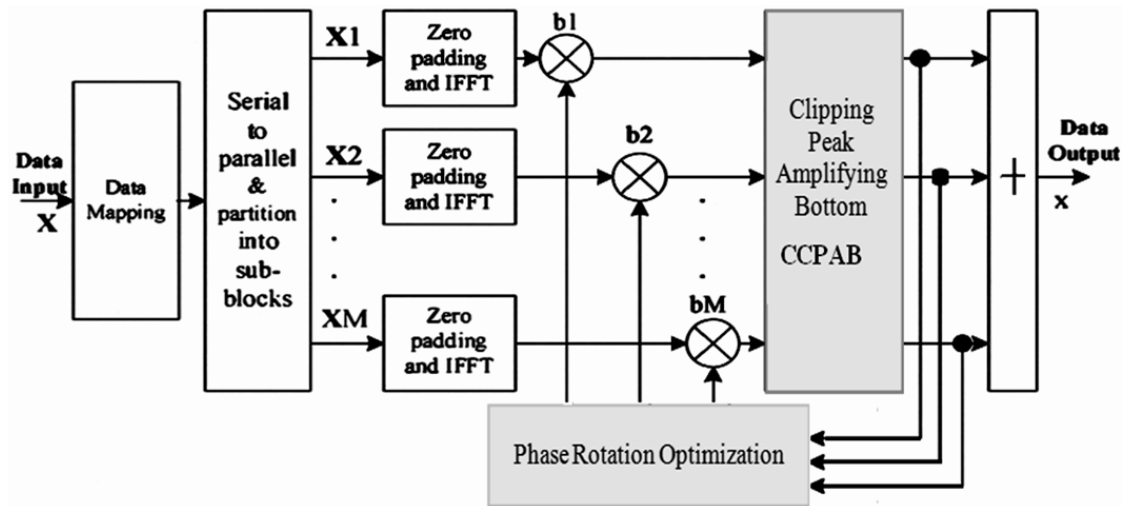 Data
Input
X
Data
Mapping
Serial
to
parallel
&
partition
into
sub-
blocks
X1
X2
XM
Zero
padding
and IFFT
Zero
padding
and IFFT
Zero
padding
and IFFT
b1
b2
bM
Clipping
Peak
Amplifying
Bottom
CCPAB
+
Data
Output
x
Phase Rotation Optimization